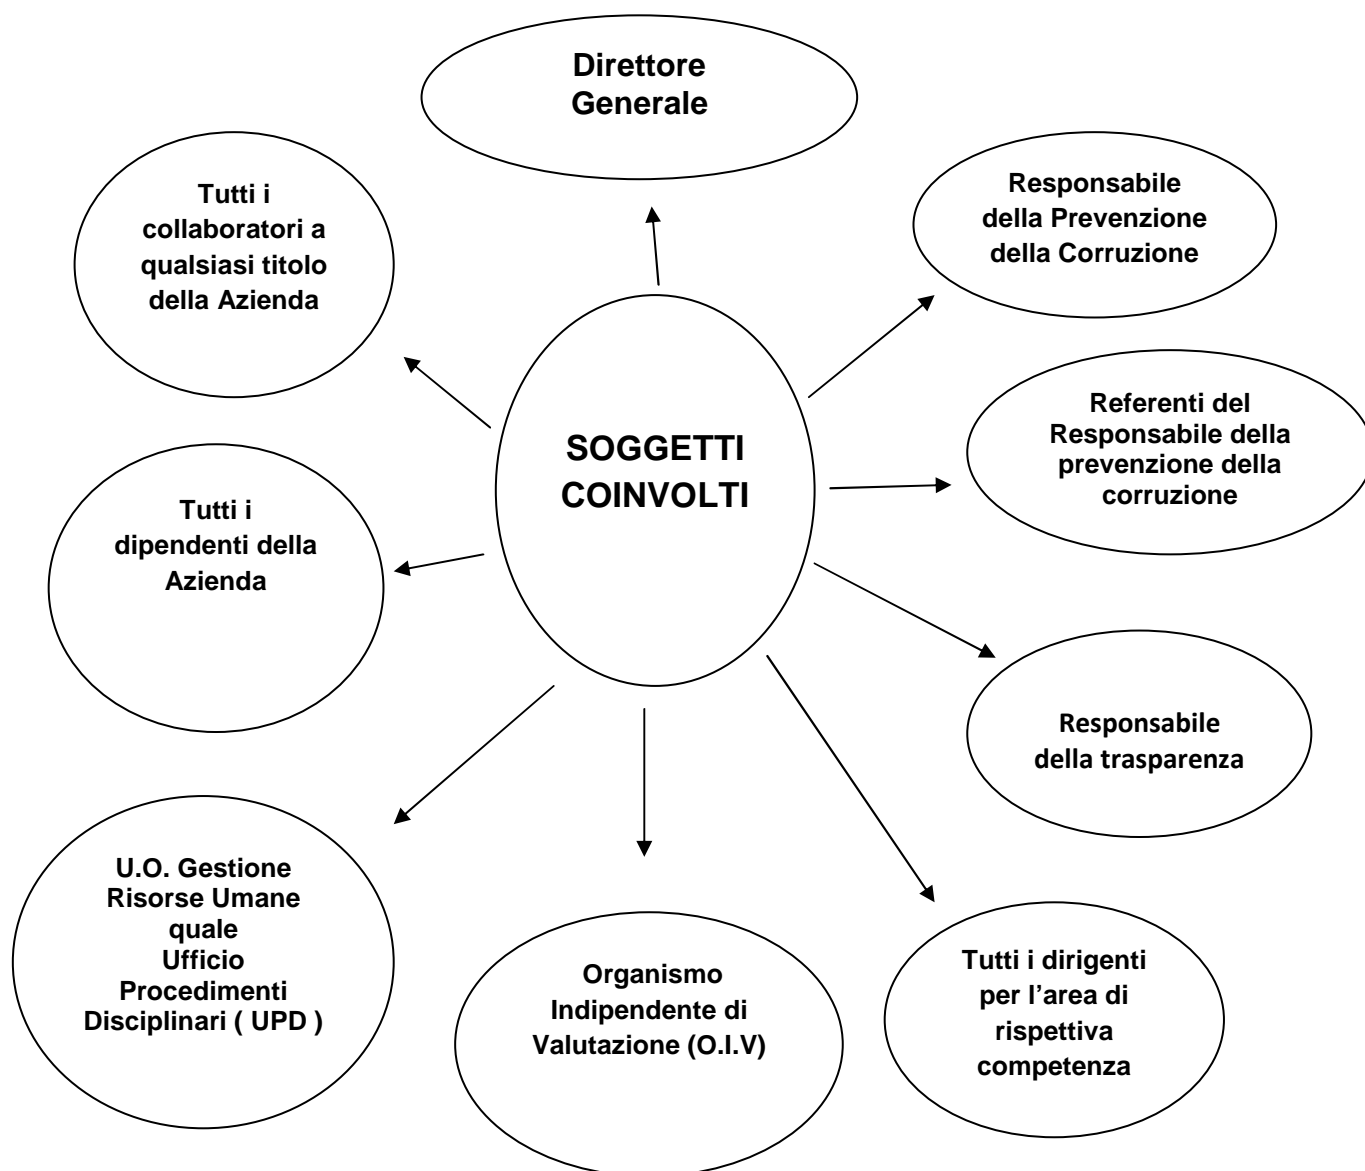 Direttore
Generale
Tutti i
collaboratori a
qualsiasi titolo
della Azienda
Responsabile
della Prevenzione
della Corruzione
SOGGETTI
COINVOLTI
Referenti del
Responsabile della
prevenzione della
corruzione
Tutti i
dipendenti della
Azienda
Responsabile
della trasparenza
U.O. Gestione
Risorse Umane
quale
Ufficio
Procedimenti
Disciplinari ( UPD )
Organismo
Indipendente di
Valutazione (O.I.V)
Tutti i dirigenti
per l’area di
rispettiva
competenza